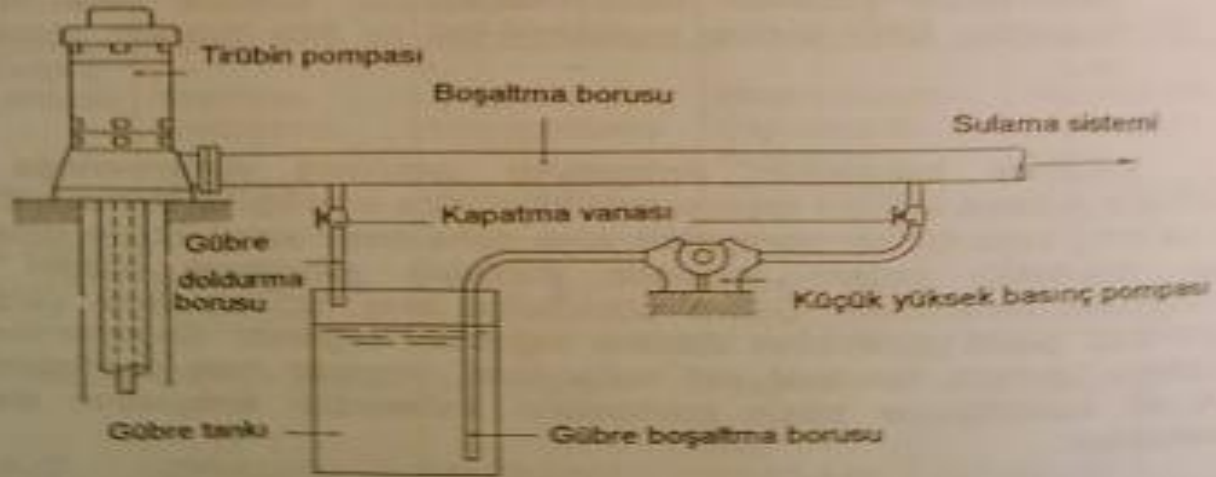 Tirübin pompası
Boşaltma borusu
Sulama sistemi
Kapatma vanası
Gübre
doldurma
borusu
Küçük yüksek basınç pompası
Gübre tankı
Gübre boşaltma borusu